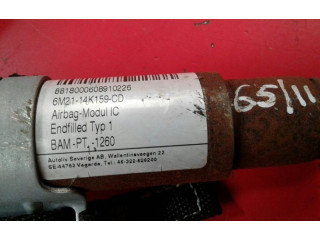 8818000608910226
6M21-14K159-CD
Airbag-Modul IC
Endfilled Typ 1
BAM-PT.-1260
Autoliv Sverige AB, Wallentinsvagen 22
SE-44783 Vagarda, Tel: 46-322-626200
65/11